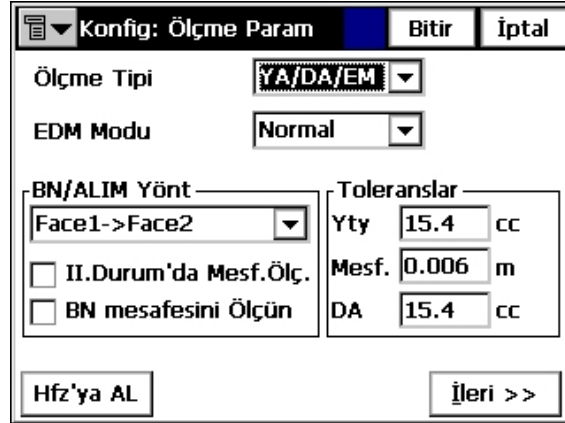 Konfig: Ölçme Param Bitir İptal
Ölçme Tipi YA/DA/EM
EDM Modu Normal
BN/ALIM Yönt
Face1->Face2
II.Durum'da Mesf.Ölç.
BN mesafesini Ölçün
Toleranslar
Yty 15.4 cc
Mesf. 0.006 m
DA 15.4 cc
Hfz'ya AL İleri >>